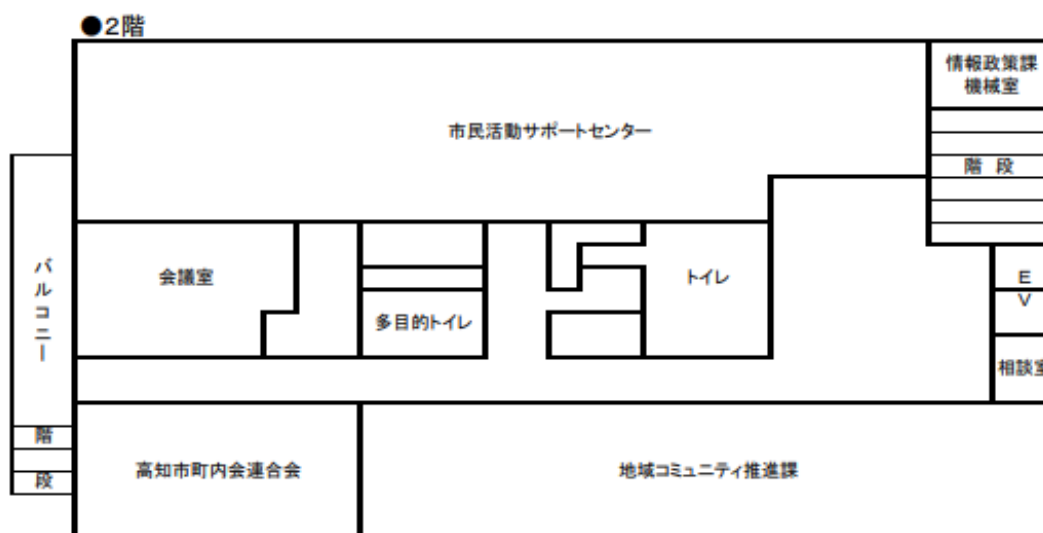 ●2階
情報政策課
機械室
市民活動サポートセンター
階 段
バルコニー
会議室
トイレ
EV
多目的トイレ
相談室
階段
高知市町内会連合会
地域コミュニティ推進課